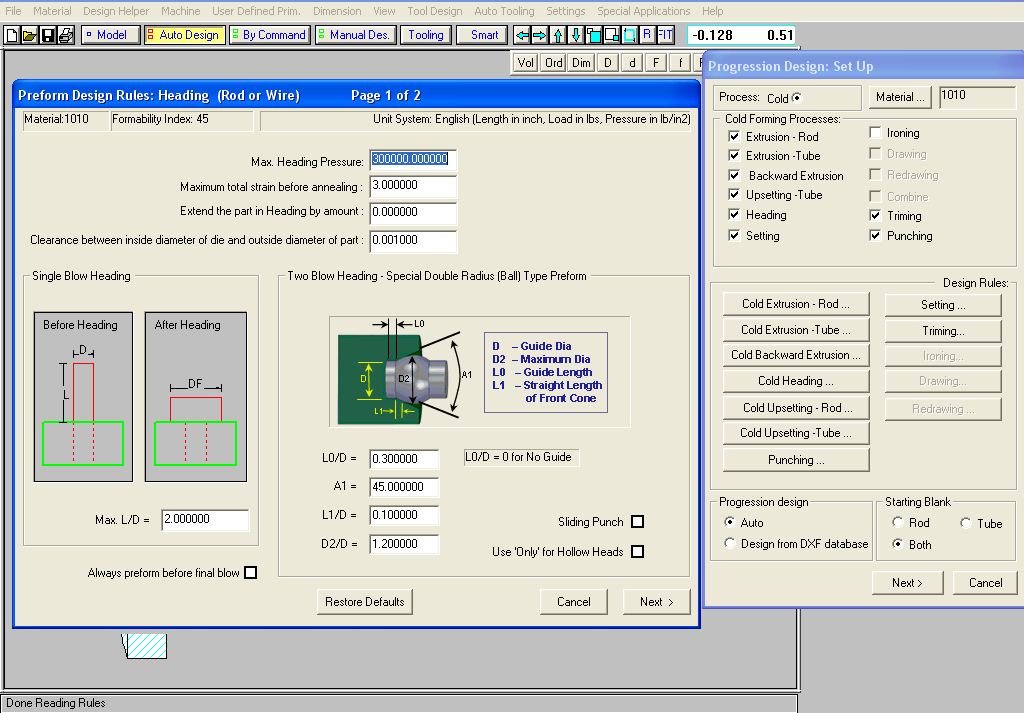 File Material Design Helper Machine User Defined Prim. Dimension View Tool Design Auto Tooling Settings Special Applications Help
Model Auto Design By Command Manual Des. Tooling Smart R FIT -0.128 0.51
Vol Ord Dim D d F f
Preform Design Rules: Heading (Rod or Wire) Page 1 of 2
Material:1010 Formability Index: 45 Unit System: English (Length in inch, Load in lbs, Pressure in lb/in2)
Max. Heading Pressure: 300000.000000
Maximum total strain before annealing : 3.000000
Extend the part in Heading by amount : 0.000000
Clearance between inside diameter of die and outside diameter of part : 0.001000
Single Blow Heading
Before Heading
D
L
After Heading
DF
Max. L/D = 2.000000
Always preform before final blow
Two Blow Heading - Special Double Radius (Ball) Type Preform
L0
D
D2
A1
L1
D – Guide Dia
D2 – Maximum Dia
L0 – Guide Length
L1 – Straight Length
of Front Cone
L0/D = 0.300000 L0/D = 0 for No Guide
A1 = 45.000000
L1/D = 0.100000
Sliding Punch
D2/D = 1.200000
Use 'Only' for Hollow Heads
Restore Defaults Cancel Next >
Progression Design: Set Up
Process: Cold Material ... 1010
Cold Forming Processes:
Extrusion - Rod
Extrusion -Tube
Backward Extrusion
Upsetting -Tube
Heading
Setting
Ironing
Drawing
Redrawing
Combine
Triming
Punching
Design Rules:
Cold Extrusion - Rod ...
Cold Extrusion -Tube ...
Cold Backward Extrusion ...
Cold Heading ...
Cold Upsetting - Rod ...
Cold Upsetting -Tube ...
Punching ...
Setting ...
Triming...
Ironing...
Drawing...
Redrawing ...
Progression design
Auto
Design from DXF database
Starting Blank
Rod Tube
Both
Next > Cancel
Done Reading Rules